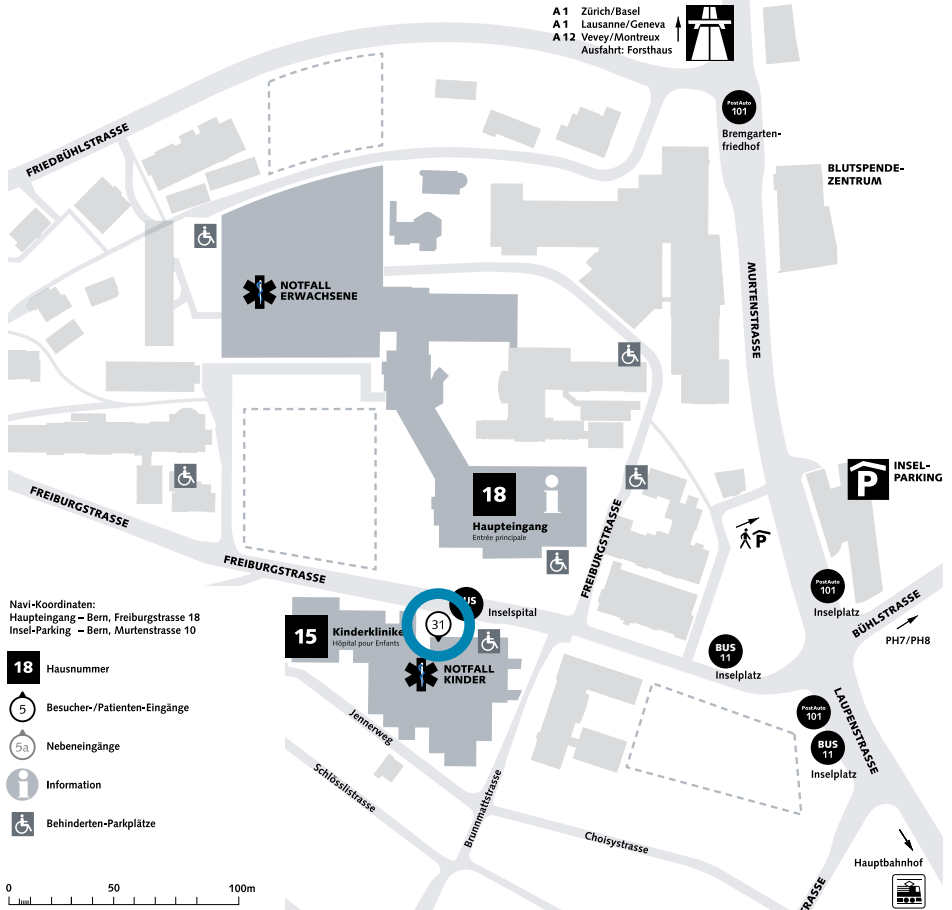 A 1 Zürich/Basel
A 1 Lausanne/Geneva
A 12 Vevey/Montreux
Ausfahrt: Forsthaus
PostAuto
101
Bremgarten-
friedhof
FRIEDBÜHLSTRASSE
BLUTSPENDE-
ZENTRUM
NOTFALL
ERWACHSENE
MURTENSTRASSE
P
INSEL-
PARKING
18
Haupteingang
Entrée principale
FREIBURGSTRASSE
P
FREIBURGSTRASSE
FREIBURGSTRASSE
PostAuto
101
Inselplatz
BÜHLSTRASSE
PH7/PH8
Navi-Koordinaten:
Haupteingang – Bern, Freiburgstrasse 18
Insel-Parking – Bern, Murtenstrasse 10
Inselspital
31
15
Kinderklinike
Hôpital pour Enfants
NOTFALL
KINDER
BUS
11
Inselplatz
18 Hausnummer
5 Besucher-/Patienten-Eingänge
5a Nebeneingänge
i Information
Behinderten-Parkplätze
Jennerweg
Schlösslistrasse
Brunnmattstrasse
Choisystrasse
PostAuto
101
BUS
11
Inselplatz
LAUPENSTRASSE
Hauptbahnhof
STRASSE
0 50 100m